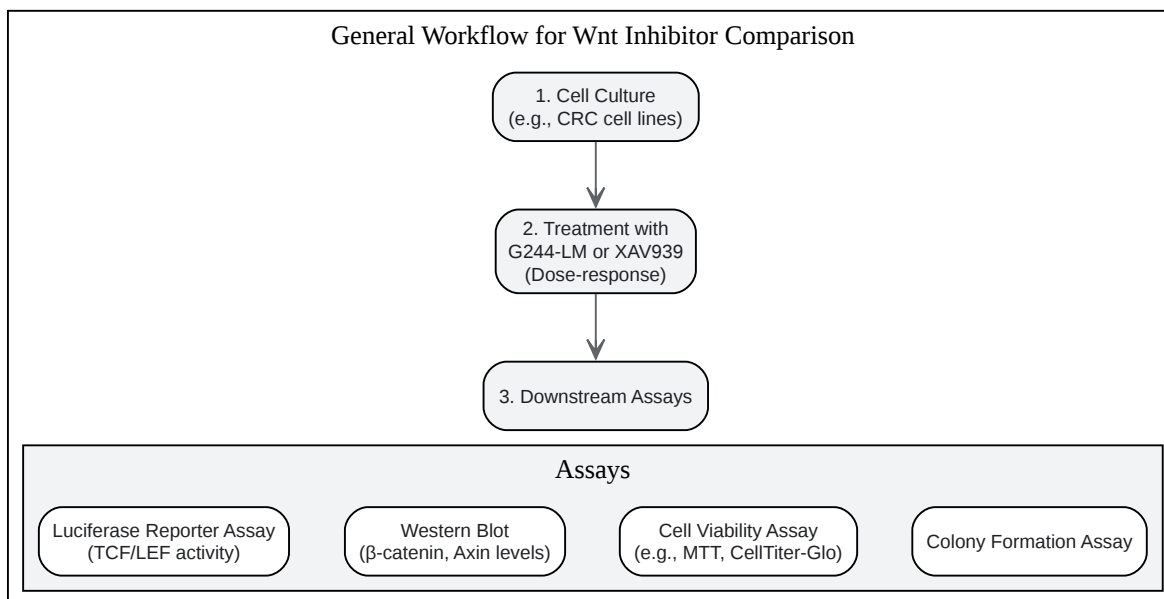 General Workflow for Wnt Inhibitor Comparison
1. Cell Culture
(e.g., CRC cell lines)
2. Treatment with
G244-LM or XAV939
(Dose-response)
3. Downstream Assays
Assays
Luciferase Reporter Assay
(TCF/LEF activity)
Western Blot
(β-catenin, Axin levels)
Cell Viability Assay
(e.g., MTT, CellTiter-Glo)
Colony Formation Assay